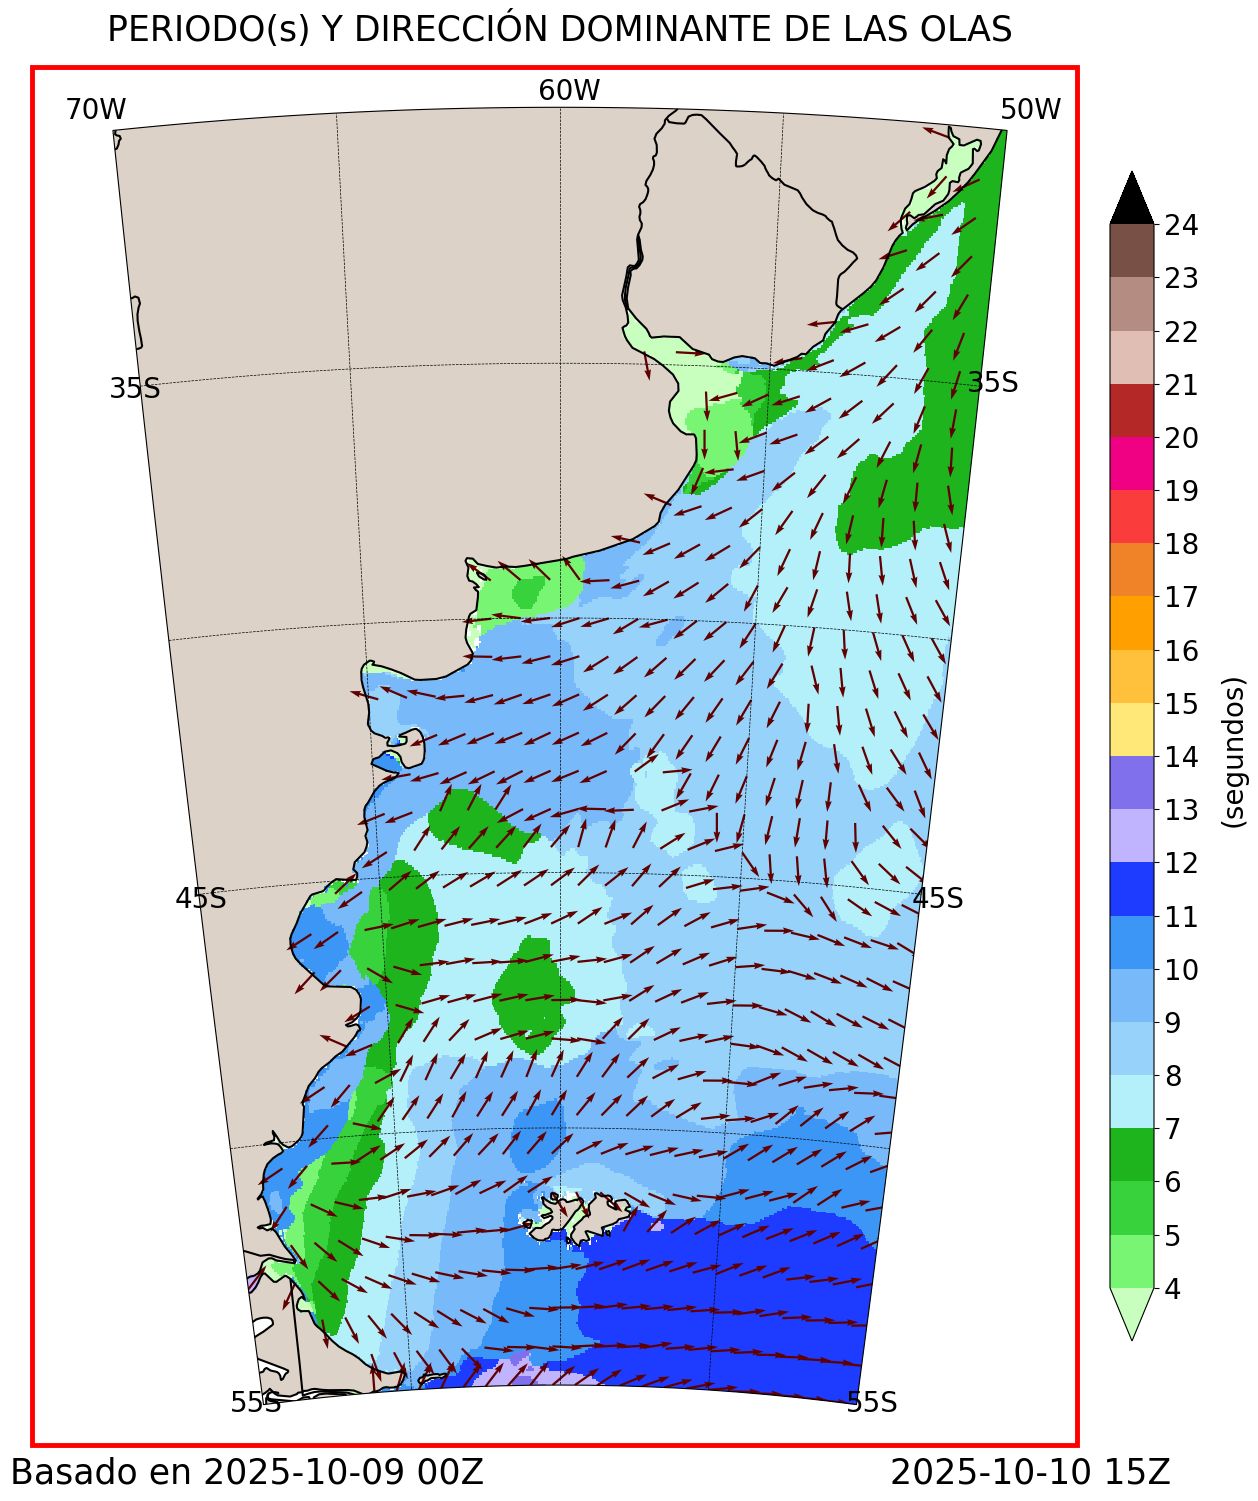 PERIODO(s) Y DIRECCIÓN DOMINANTE DE LAS OLAS
70W
60W
50W
35S
35S
45S
45S
55S
55S
24
23
22
21
20
19
18
17
16
15
14
13
12
11
10
9
8
7
6
5
4
(segundos)
Basado en 2025-10-09 00Z
2025-10-10 15Z